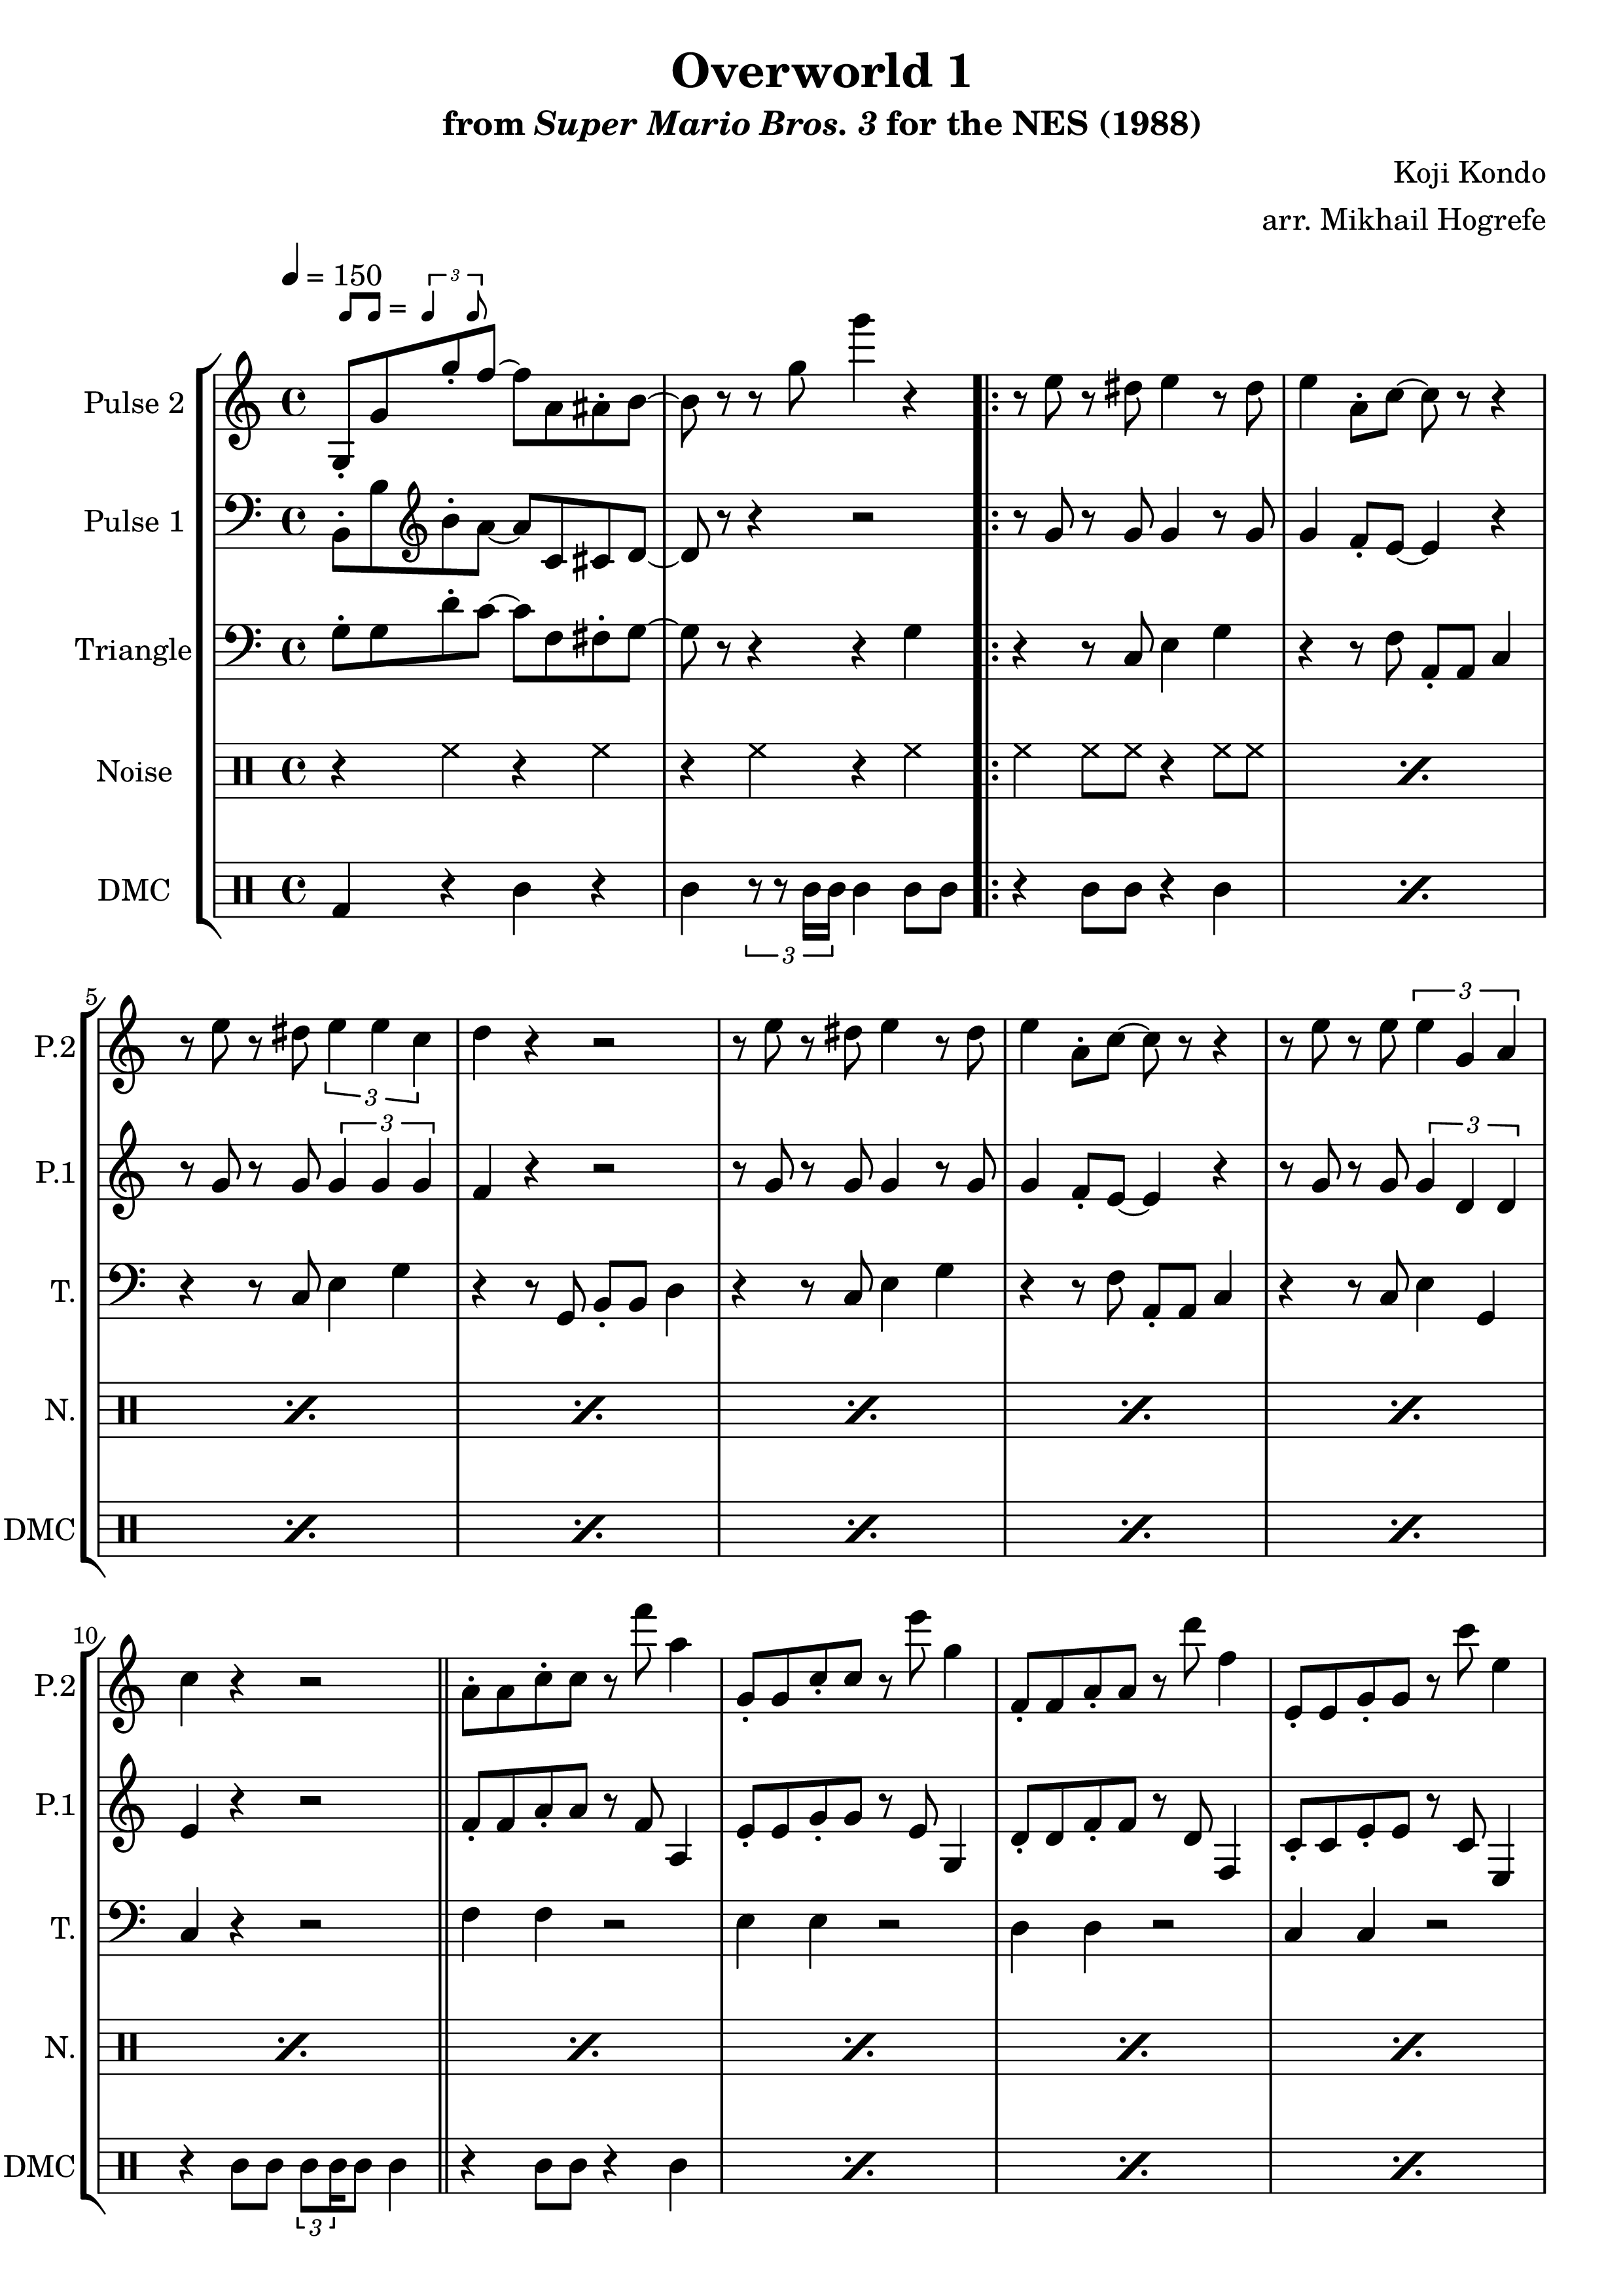 Overworld 1
from Super Mario Bros. 3 for the NES (1988)
Koji Kondo
arr. Mikhail Hogrefe
= 150
3
=
Pulse 2
Pulse 1
Triangle
Noise
DMC
3
5
3
P.2
3
3
3
P.1
T.
N.
DMC
10
P.2
P.1
T.
N.
DMC
3